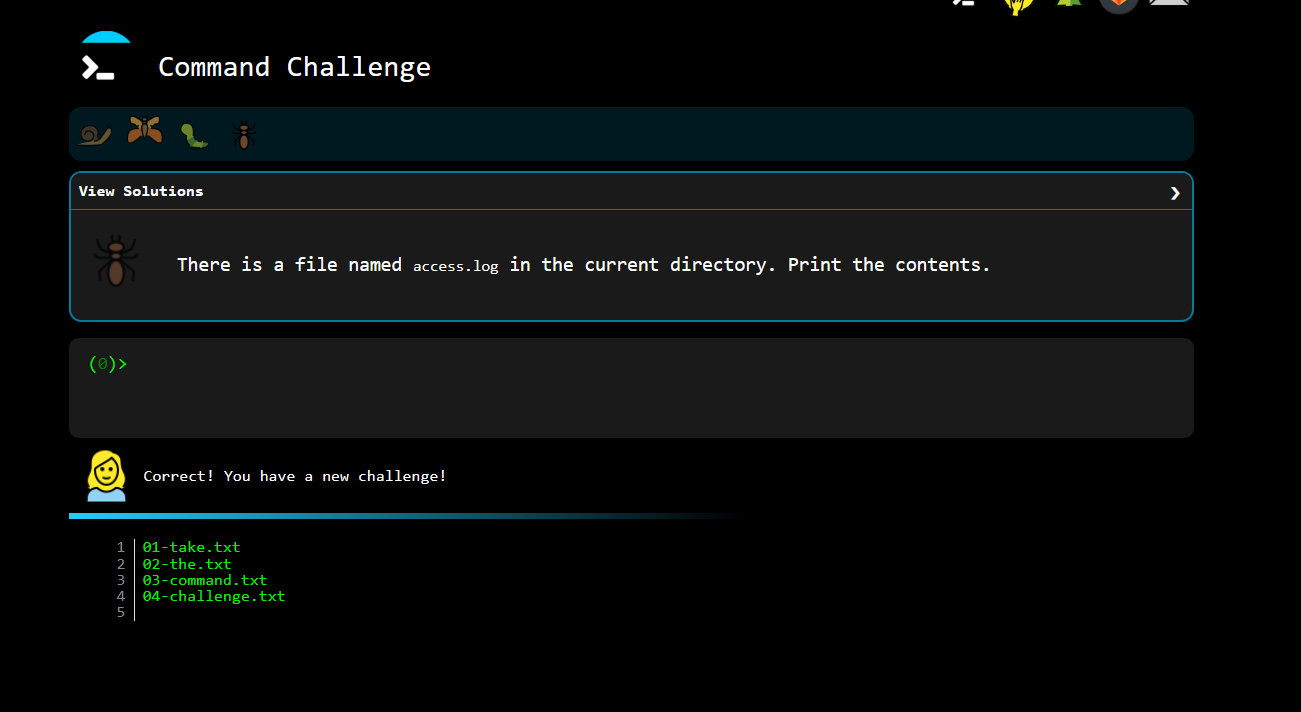 Command Challenge
View Solutions
There is a file named access.log in the current directory. Print the contents.
(0)>
Correct! You have a new challenge!
1 01-take.txt
2 02-the.txt
3 03-command.txt
4 04-challenge.txt
5